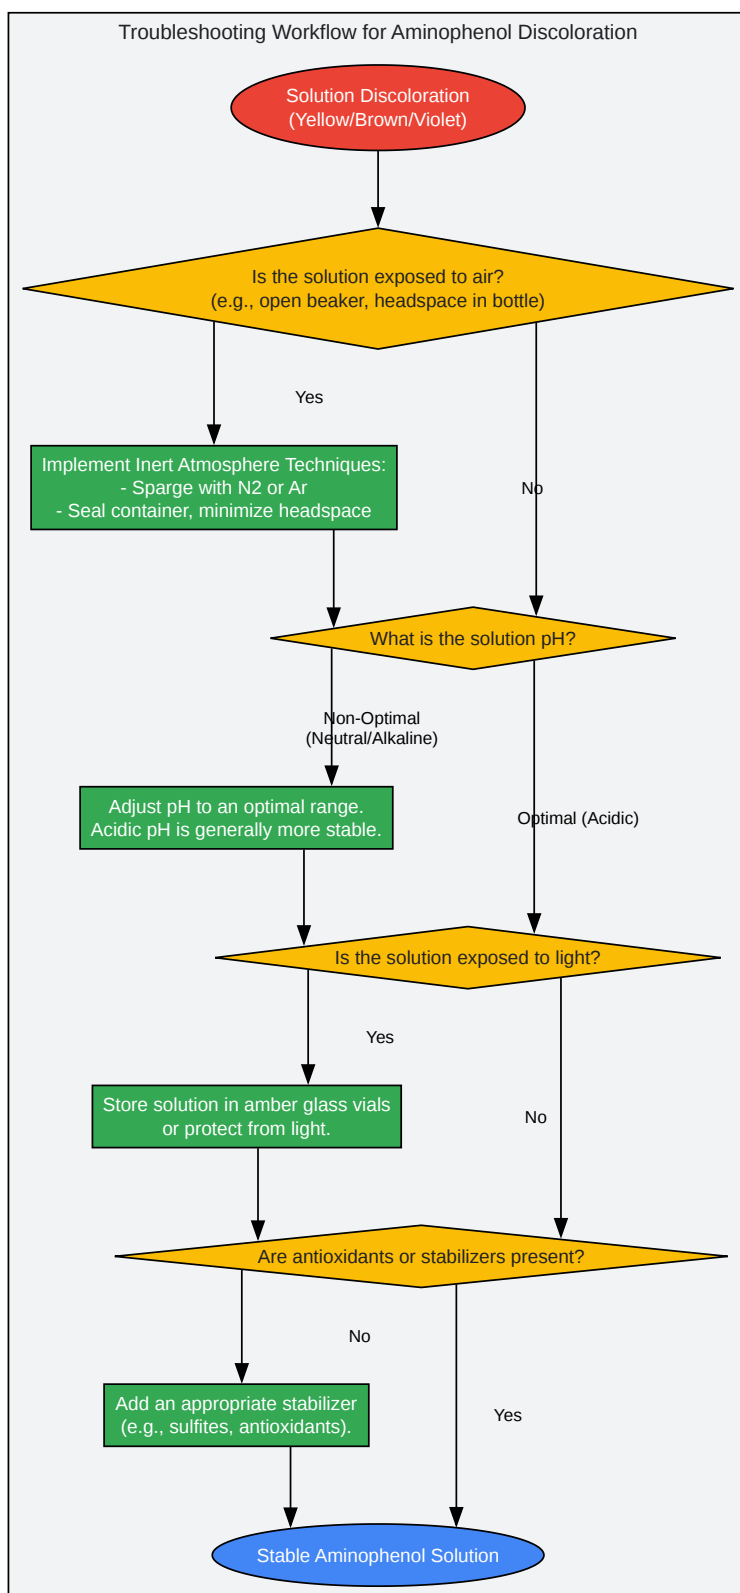 Troubleshooting Workflow for Aminophenol Discoloration
Solution Discoloration
(Yellow/Brown/Violet)
Is the solution exposed to air?
(e.g., open beaker, headspace in bottle)
Yes
Implement Inert Atmosphere Techniques:
- Sparge with N2 or Ar
- Seal container, minimize headspace
No
What is the solution pH?
Non-Optimal
(Neutral/Alkaline)
Adjust pH to an optimal range.
Acidic pH is generally more stable.
Optimal (Acidic)
Is the solution exposed to light?
Yes
Store solution in amber glass vials
or protect from light.
No
Are antioxidants or stabilizers present?
No
Add an appropriate stabilizer
(e.g., sulfites, antioxidants).
Yes
Stable Aminophenol Solution